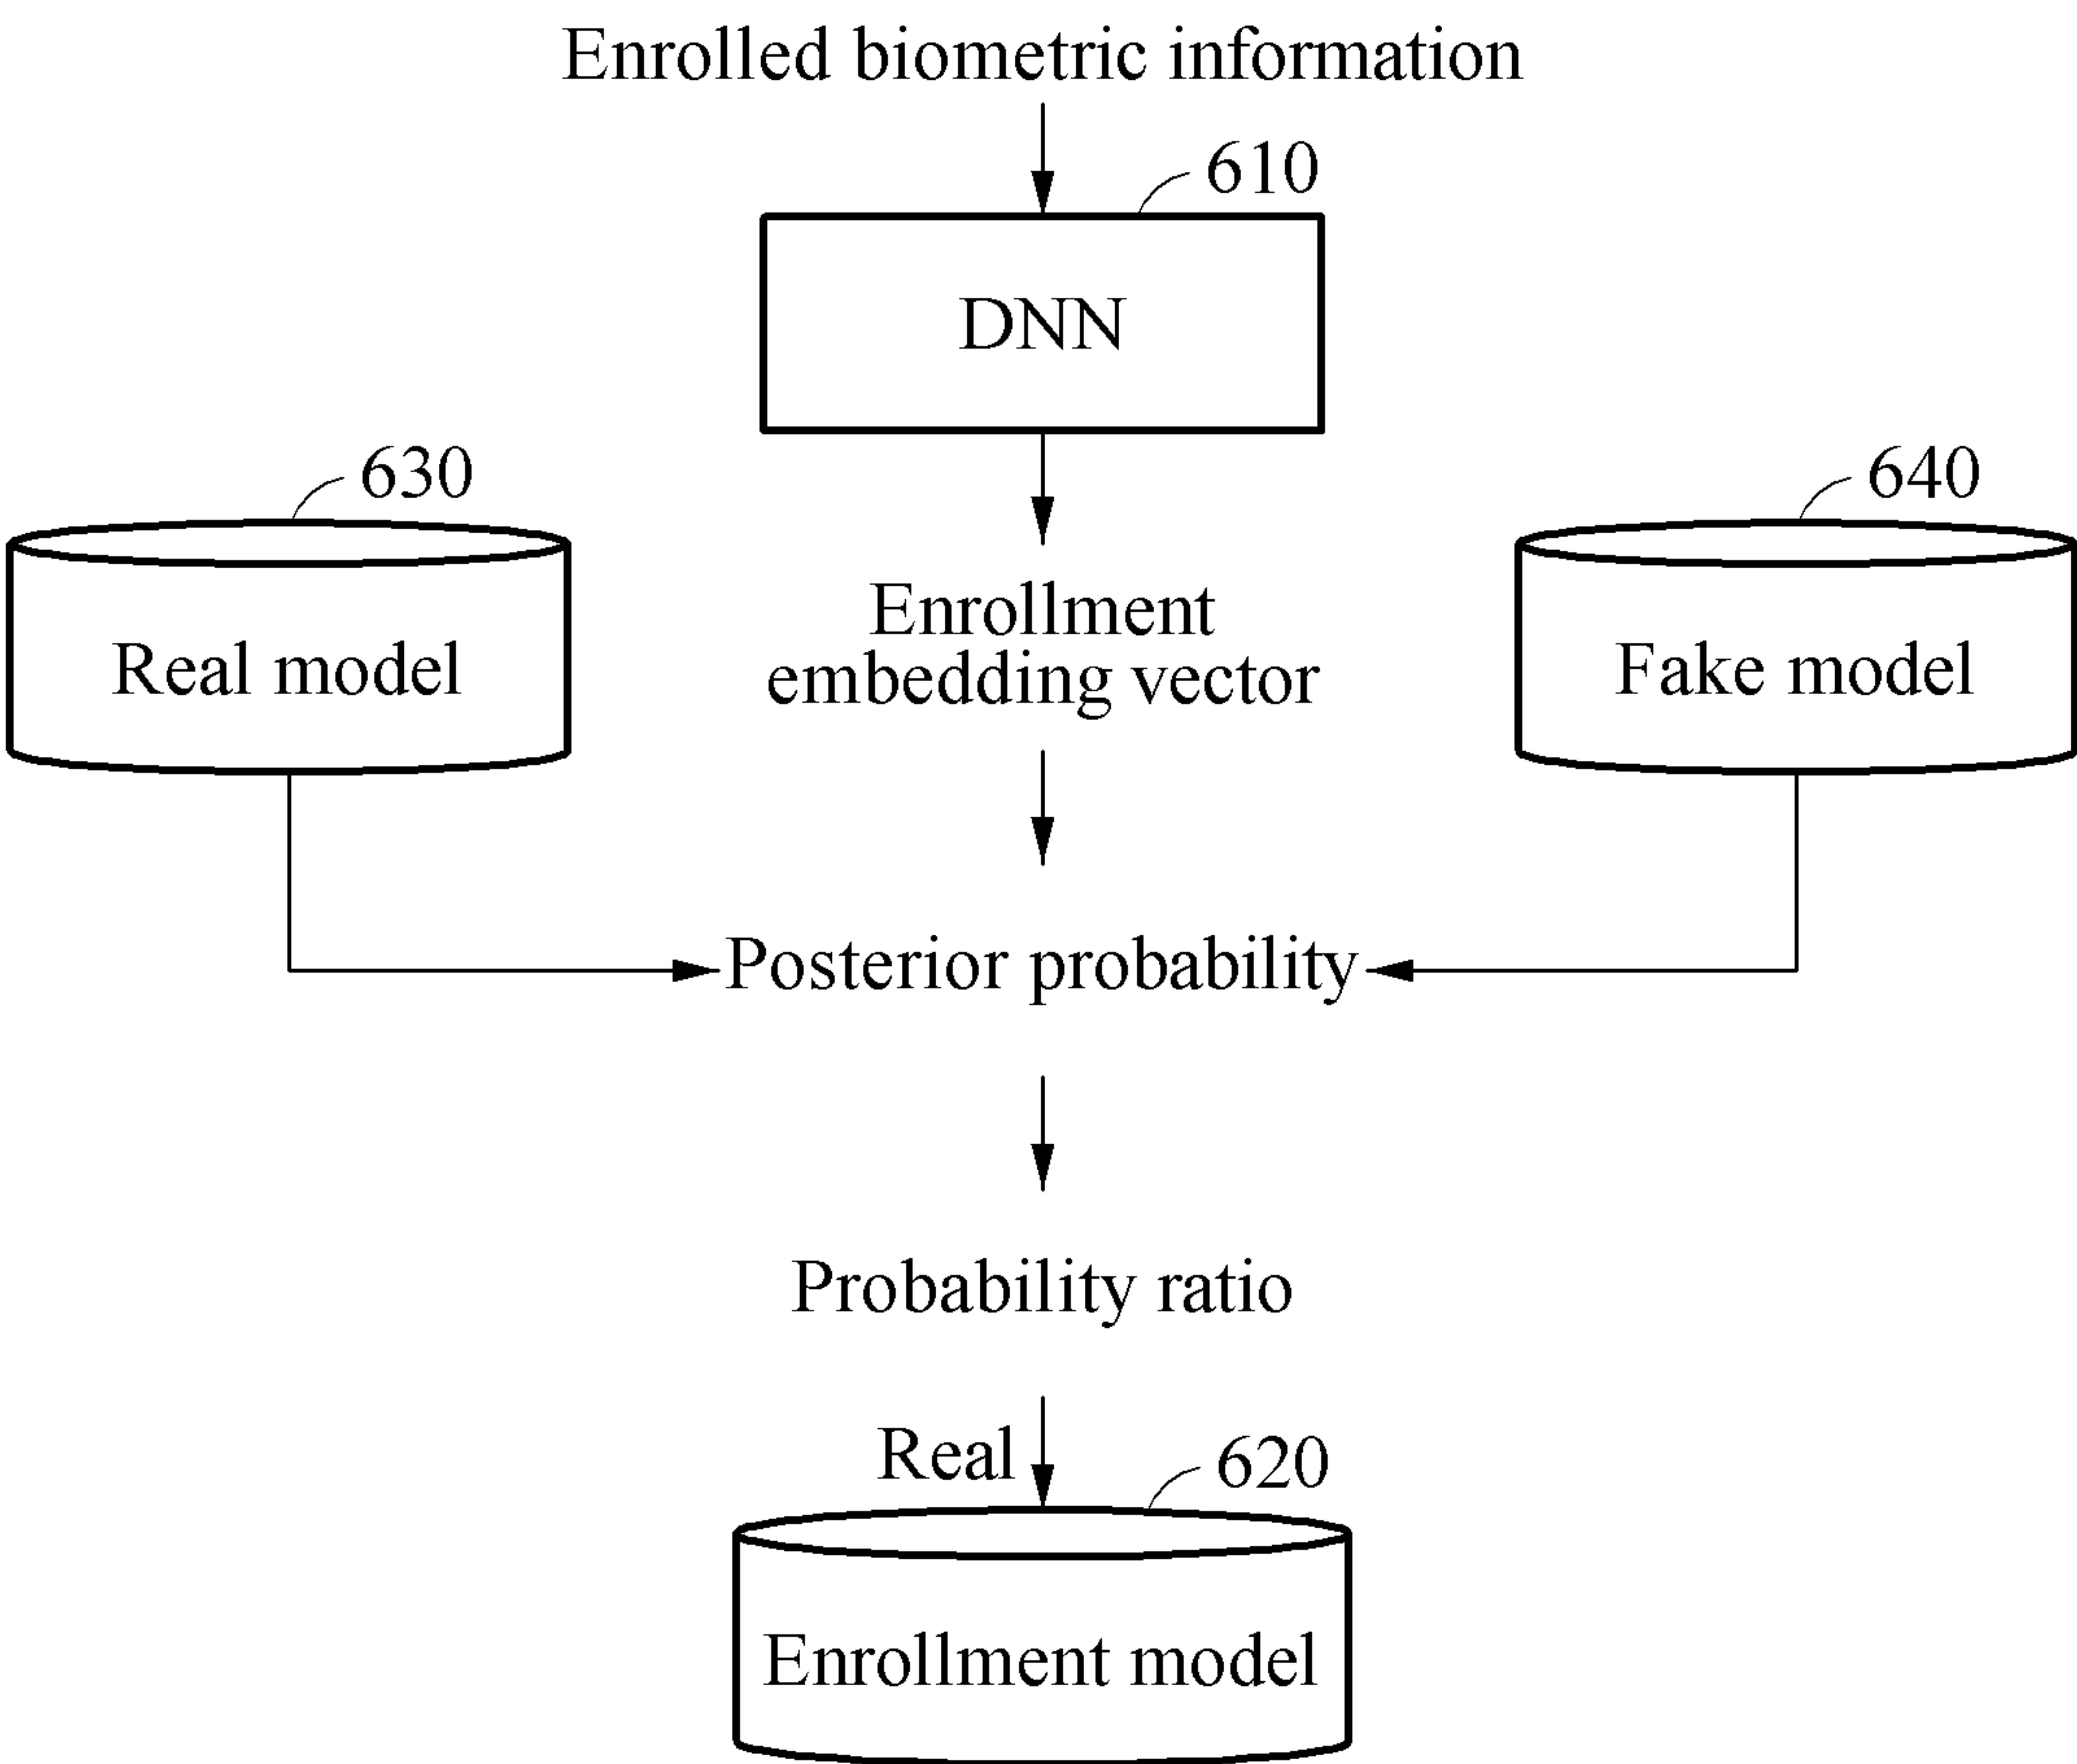 Enrolled biometric information
610
DNN
630
640
Real model
Enrollment
embedding vector
Fake model
Posterior probability
Probability ratio
Real
620
Enrollment model